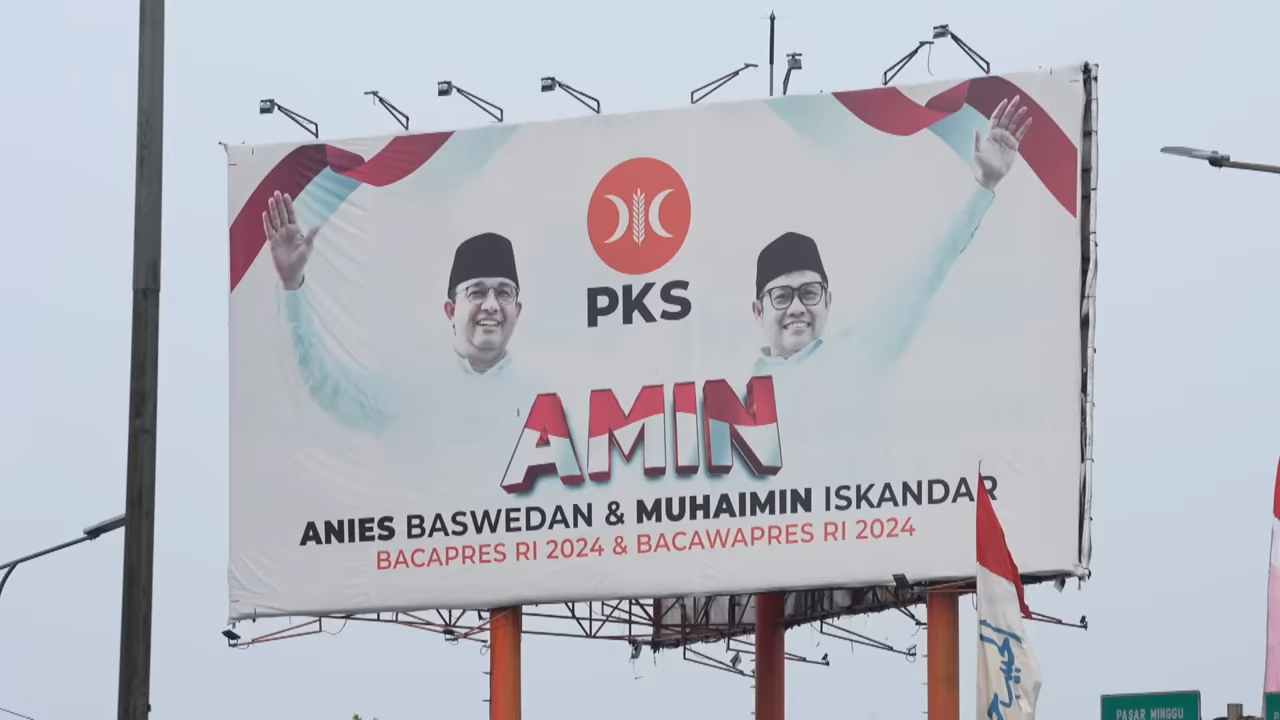 PKS
AMIN
ANIES BASWEDAN & MUHAIMIN ISKANDAR
BACAPRES RI 2024 & BACAWAPRES RI 2024
PASAR MINGGU